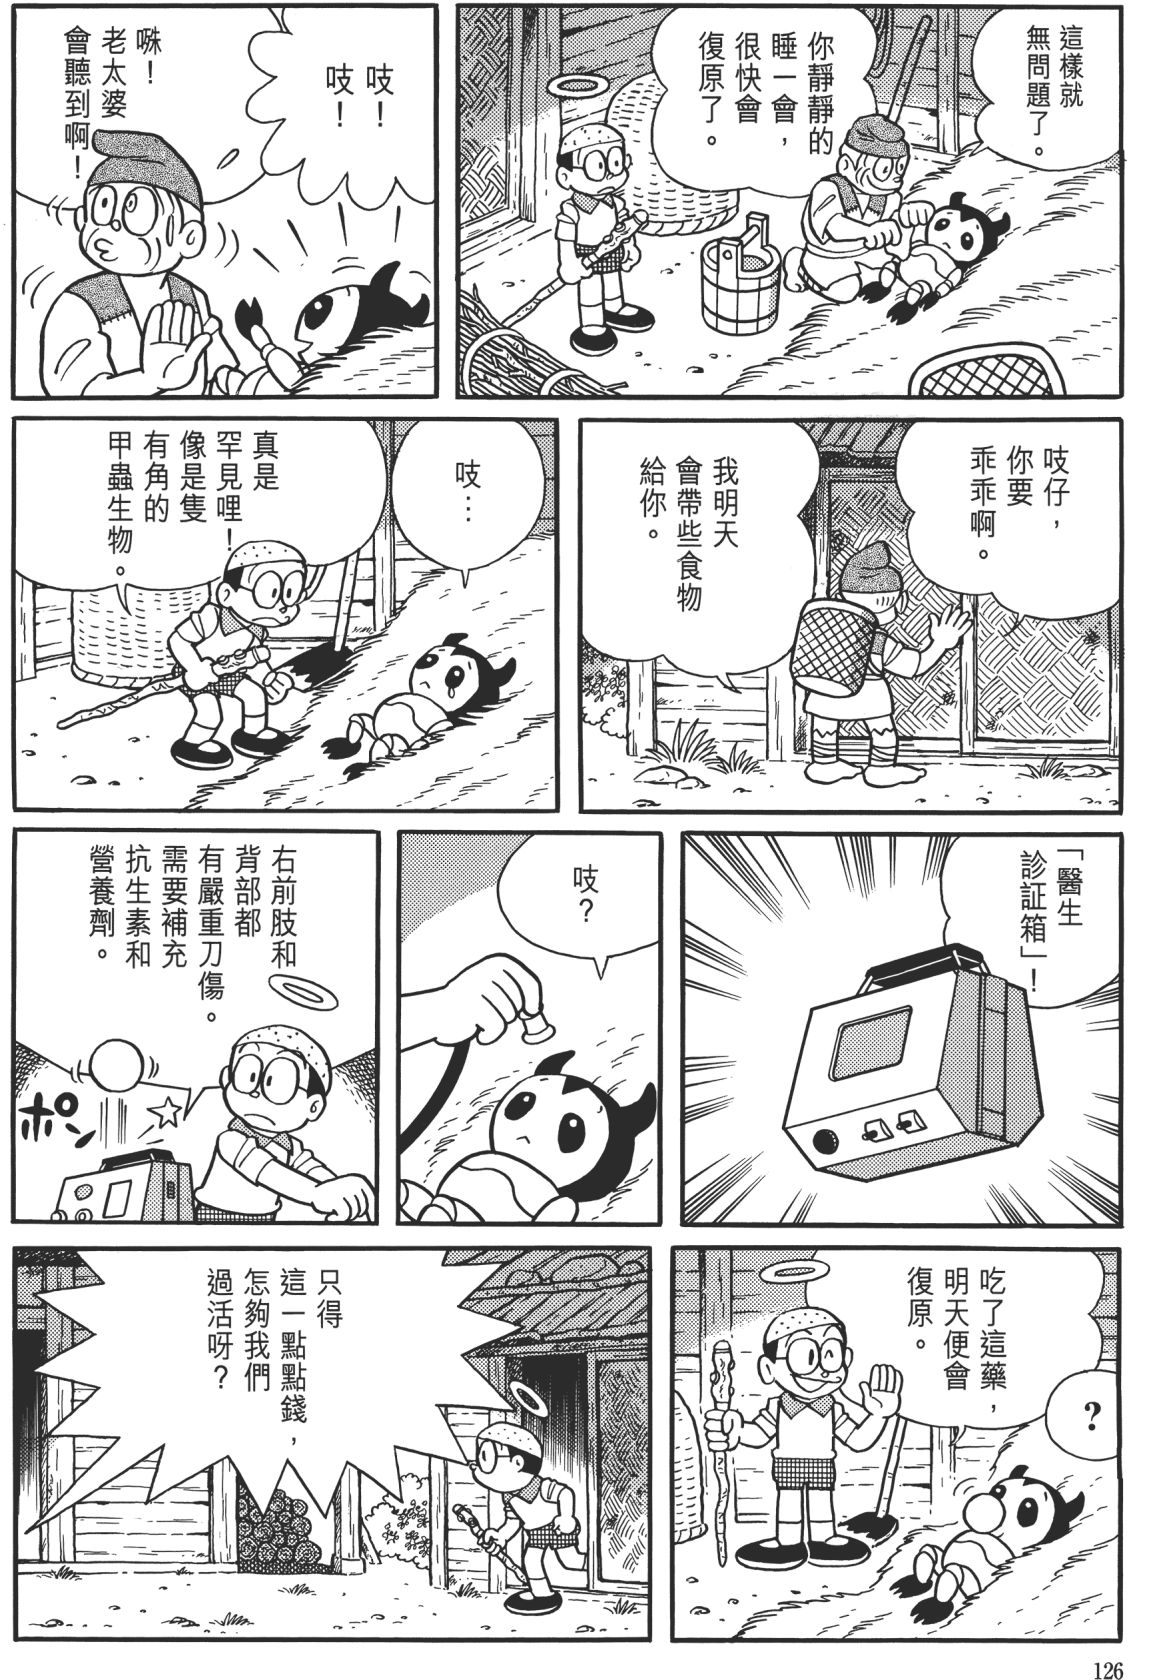 這樣就
無問題了。
你靜靜的
睡一會，
很快會
復原了。
吱！
吱！
咻！
老太婆
會聽到啊！
吱仔，
你要
乖乖啊。
我明天
會帶些食物
給你。
吱…
真是
罕見哩！
像是隻
有角的
甲蟲生物。
「醫生
診証箱」！
吱？
右前肢和
背部都
有嚴重刀傷。
需要補充
抗生素和
營養劑。
ポン
吃了這藥，
明天便會
復原。
？
只得
這一點點錢，
怎夠我們
過活呀？
126